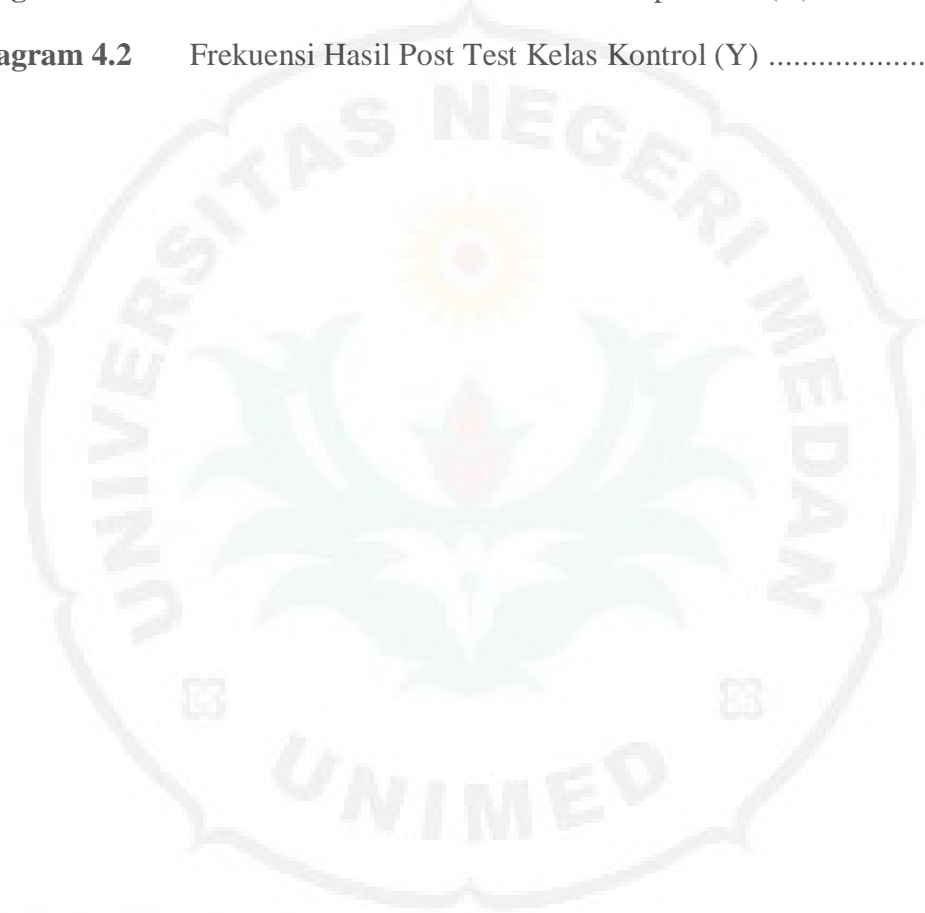 agram 4.2 Frekuensi Hasil Post Test Kelas Kontrol (Y) ...................
UNIVERSITAS NEGERI MEDAN
UNIMED